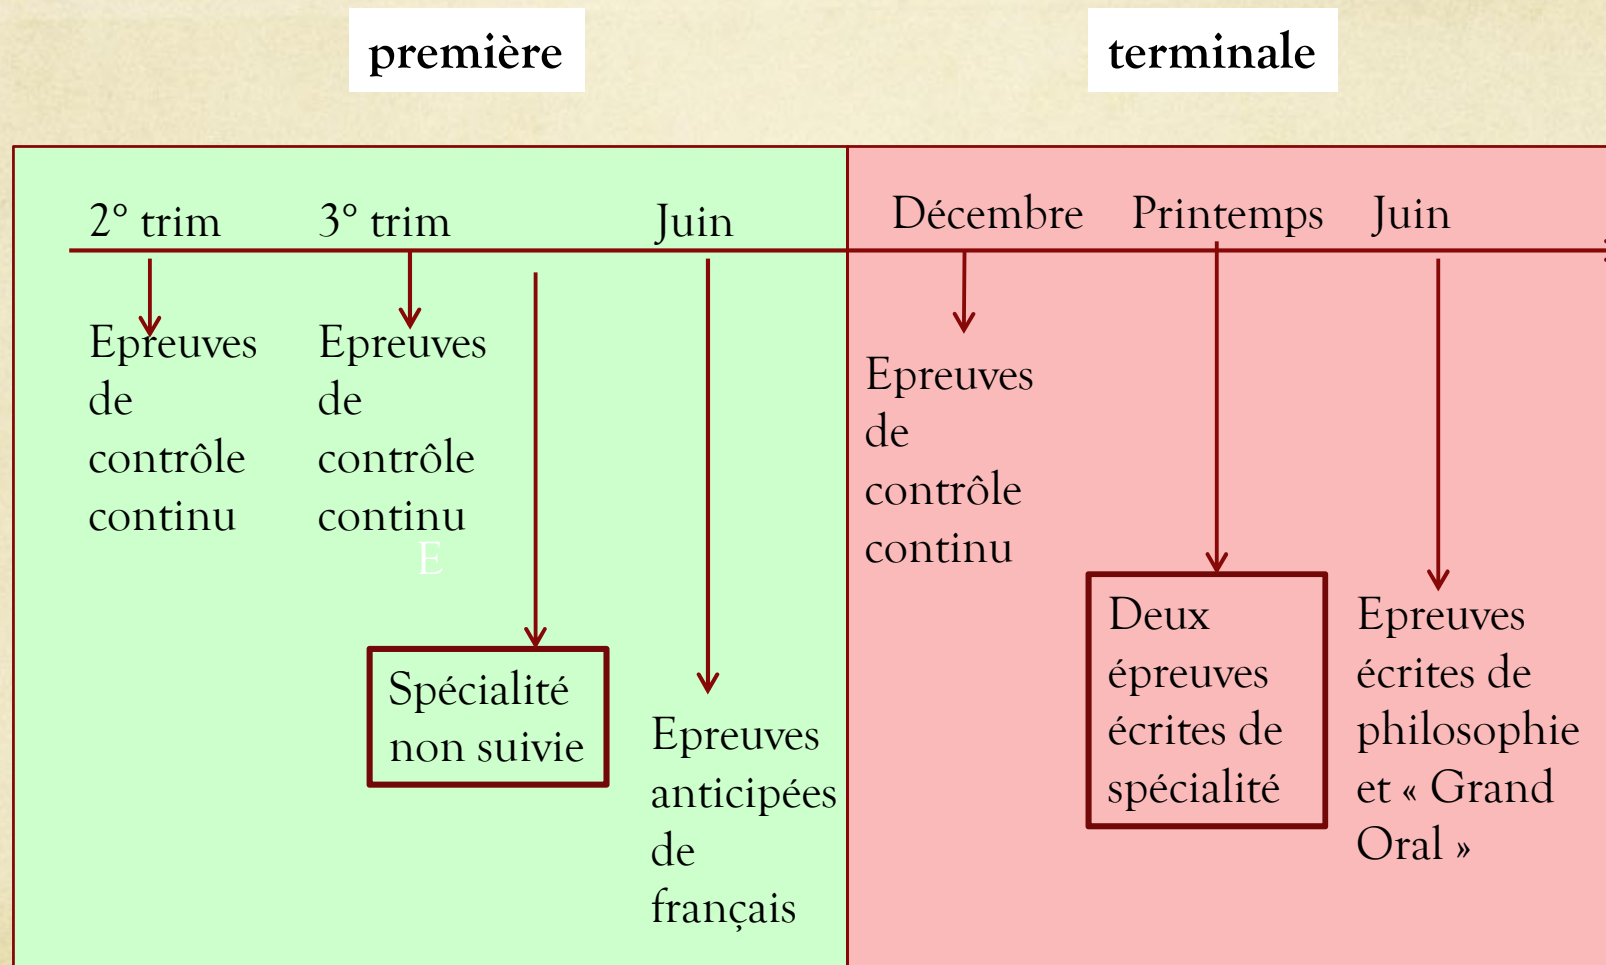 première
terminale
2° trim
3° trim
Juin
Décembre
Printemps
Juin
Epreuves
de
contrôle
continu
Epreuves
de
contrôle
continu
E
Spécialité
non suivie
Epreuves
anticipées
de
français
Epreuves
de
contrôle
continu
Deux
épreuves
écrites de
spécialité
Epreuves
écrites de
philosophie
et « Grand
Oral »